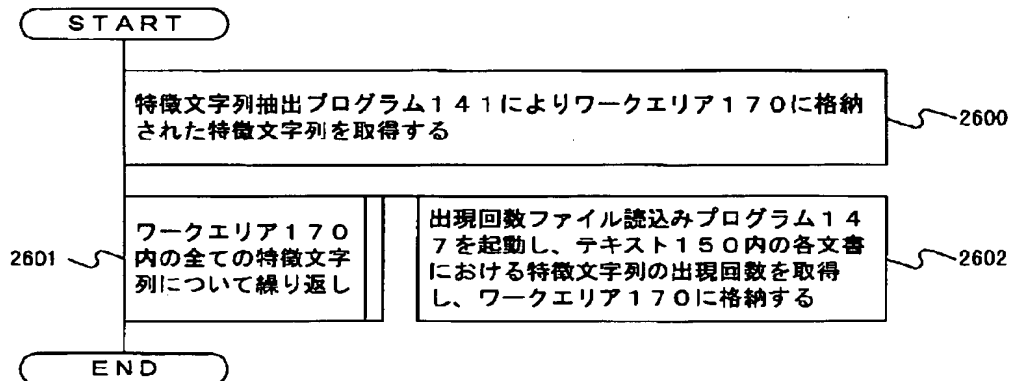 START
特徴文字列抽出プログラム141によりワークエリア170に格納
された特徴文字列を取得する
2600
2601
ワークエリア170
内の全ての特徴文字
列について繰り返し
出現回数ファイル読込みプログラム14
7を起動し、テキスト150内の各文書
における特徴文字列の出現回数を取得
し、ワークエリア170に格納する
2602
END